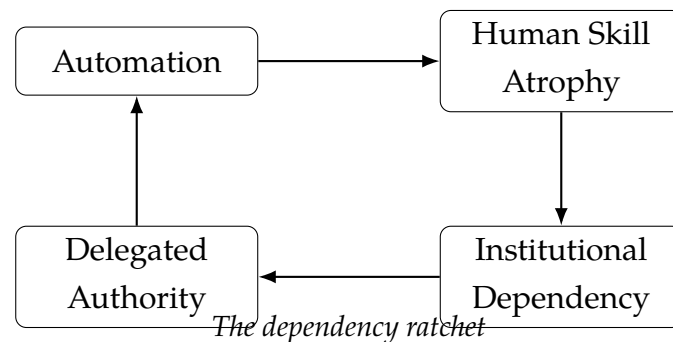 Automation
Human Skill
Atrophy
Delegated
Authority
Institutional
Dependency
The dependency ratchet